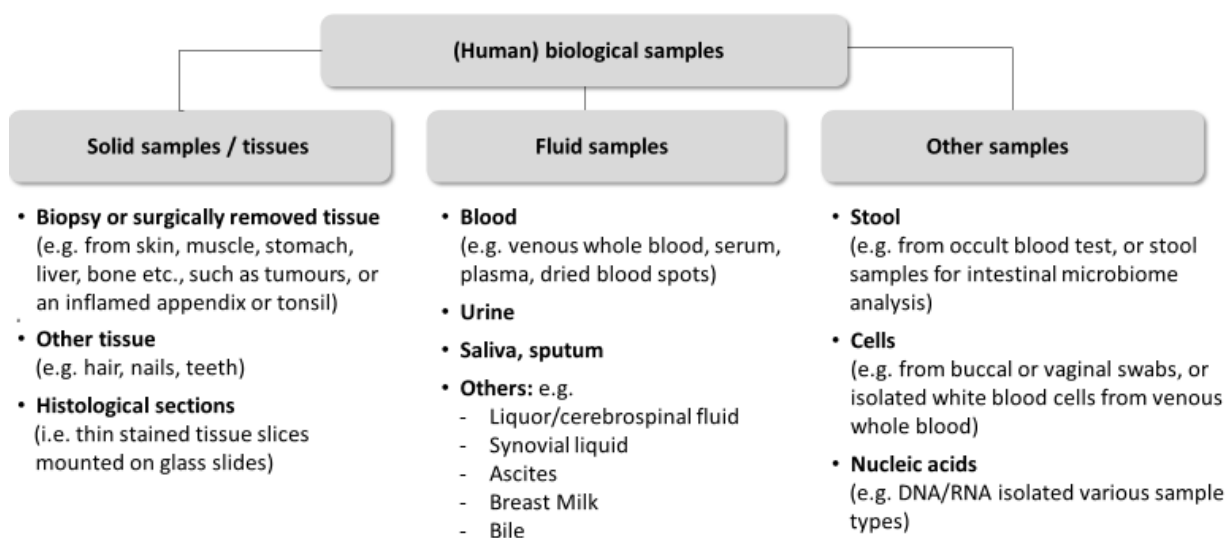 (Human) biological samples
Solid samples / tissues
• Biopsy or surgically removed tissue
(e.g. from skin, muscle, stomach,
liver, bone etc., such as tumours, or
an inflamed appendix or tonsil)
• Other tissue
(e.g. hair, nails, teeth)
• Histological sections
(i.e. thin stained tissue slices
mounted on glass slides)
Fluid samples
• Blood
(e.g. venous whole blood, serum,
plasma, dried blood spots)
• Urine
• Saliva, sputum
• Others: e.g.
- Liquor/cerebrospinal fluid
- Synovial liquid
- Ascites
- Breast Milk
- Bile
Other samples
• Stool
(e.g. from occult blood test, or stool
samples for intestinal microbiome
analysis)
• Cells
(e.g. from buccal or vaginal swabs, or
isolated white blood cells from venous
whole blood)
• Nucleic acids
(e.g. DNA/RNA isolated various sample
types)